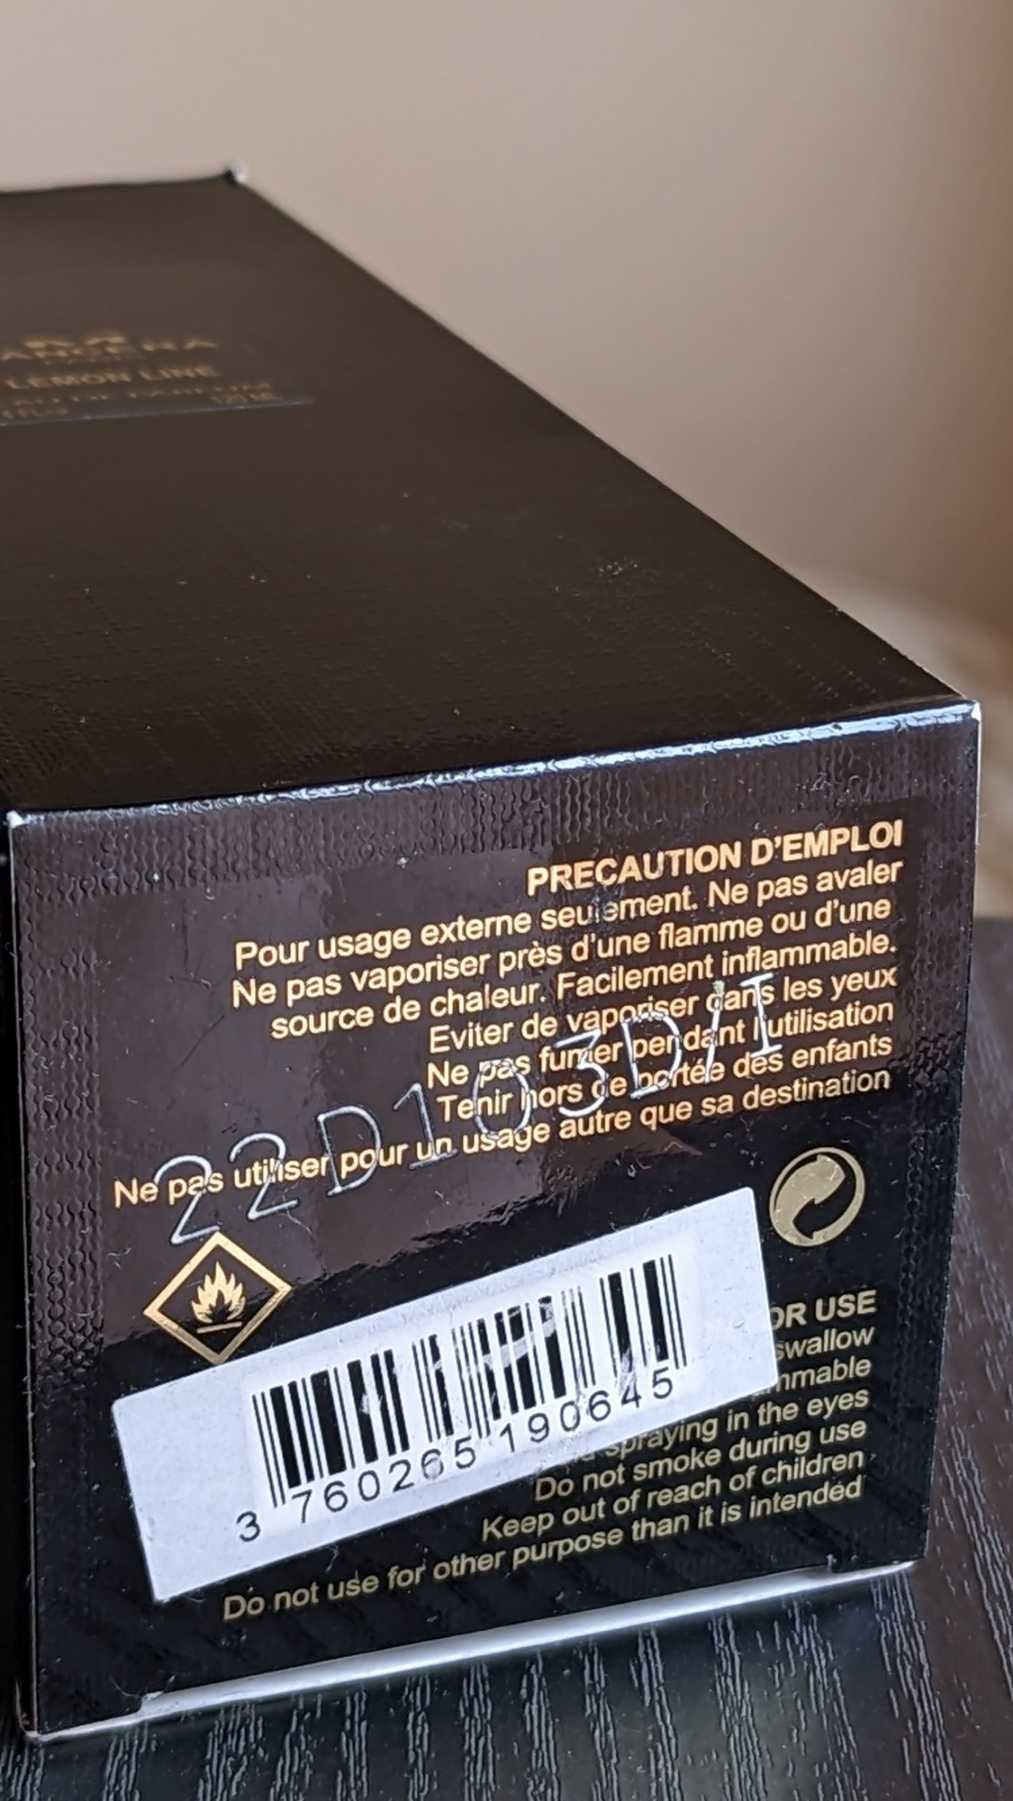 LEMON LINE
PRECAUTION D'EMPLOI
Pour usage externe seulement. Ne pas avaler
Ne pas vaporiser près d'une flamme ou d'une
source de chaleur. Facilement inflammable.
Eviter de vaporiser dans les yeux
Ne pas fumer pendant l'utilisation
Tenir hors de portée des enfants
Ne pas utiliser pour un usage autre que sa destination
22D103D/I
OR USE
swallow
mmable
spraying in the eyes
Do not smoke during use
Keep out of reach of children
Do not use for other purpose than it is intended
3 760265 190645